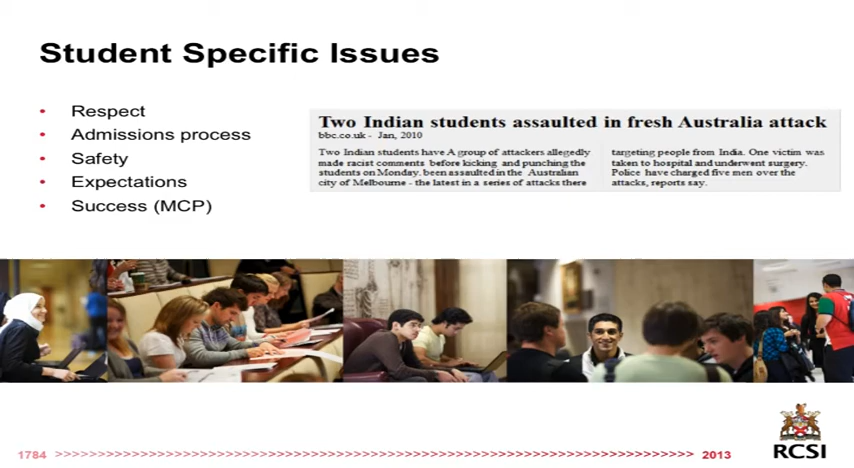 Student Specific Issues
• Respect
• Admissions process
• Safety
• Expectations
• Success (MCP)
Two Indian students assaulted in fresh Australia attack
bbc.co.uk - Jan, 2010
Two Indian students have A group of attackers allegedly
made racist comments before kicking and punching the
students on Monday, been assaulted in the Australian
city of Melbourne - the latest in a series of attacks there
targeting people from India. One victim was
taken to hospital and underwent surgery.
Police have charged five men over the
attacks, reports say.
RCSI
1784 >>>>>>>>>>>>>>>>>>>>>>>>>>>>>>>>>>>>>>>>>>>>>>>>>>>>>>>>>>>>>>>>>>>>>>>>>>>>>>>>>>>> 2013